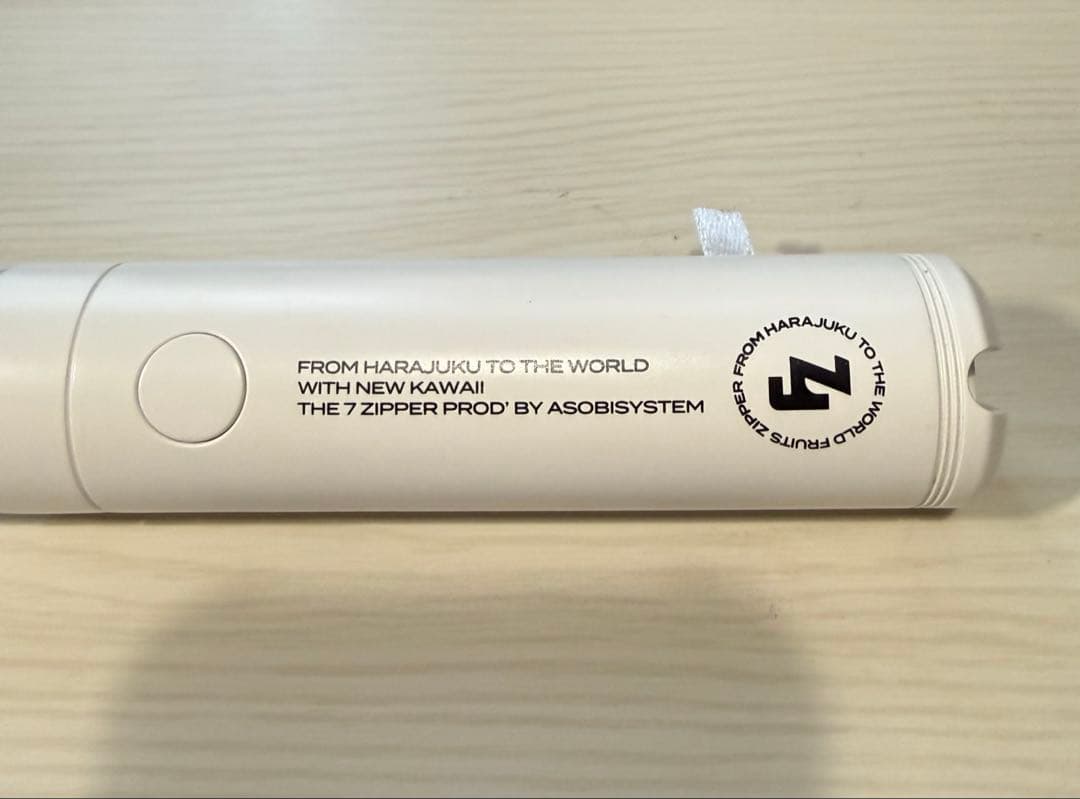 FROM HARAJUKU TO THE WORLD
WITH NEW KAWAII
THE 7 ZIPPER PROD' BY ASOBISYSTEM
FROM HARAJUKU TO THE WORLD FRUITS ZIPPER
FZ